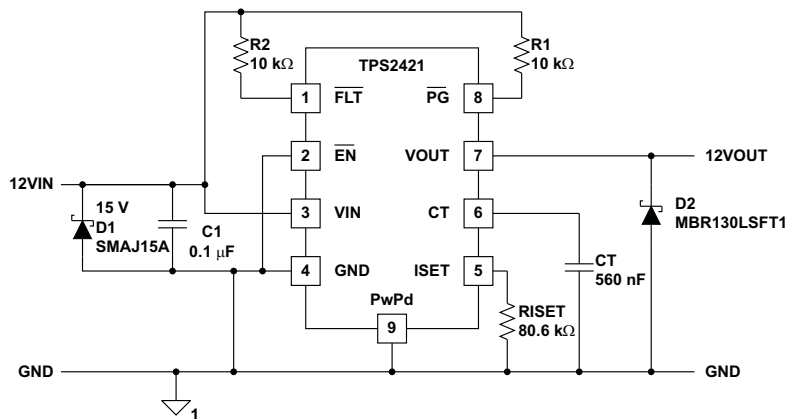 R2
10 kΩ
TPS2421
R1
10 kΩ
1
FLT
PG
8
2
EN
VOUT
7
12VOUT
12VIN
15 V
D1
SMAJ15A
C1
0.1 μF
3
VIN
CT
6
D2
MBR130LSFT1
4
GND
ISET
5
CT
560 nF
PwPd
9
RISET
80.6 kΩ
GND
GND
1